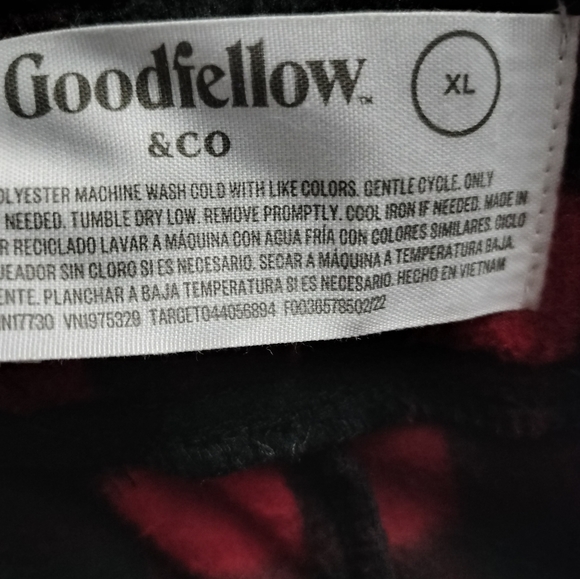 Goodfellow™
&CO
XL
OLYESTER MACHINE WASH COLD WITH LIKE COLORS. GENTLE CYCLE. ONLY
NEEDED. TUMBLE DRY LOW. REMOVE PROMPTLY. COOL IRON IF NEEDED. MADE IN
R RECICLADO LAVAR A MÁQUINA CON AGUA FRÍA CON COLORES SIMILARES. CICLO
UEADOR SIN CLORO SI ES NECESARIO. SECAR A MÁQUINA A TEMPERATURA BAJA.
ENTE. PLANCHAR A BAJA TEMPERATURA SI ES NECESARIO. HECHO EN VIETNAM
N17730 VN1975329 TARGET044056894 F0036578502/22